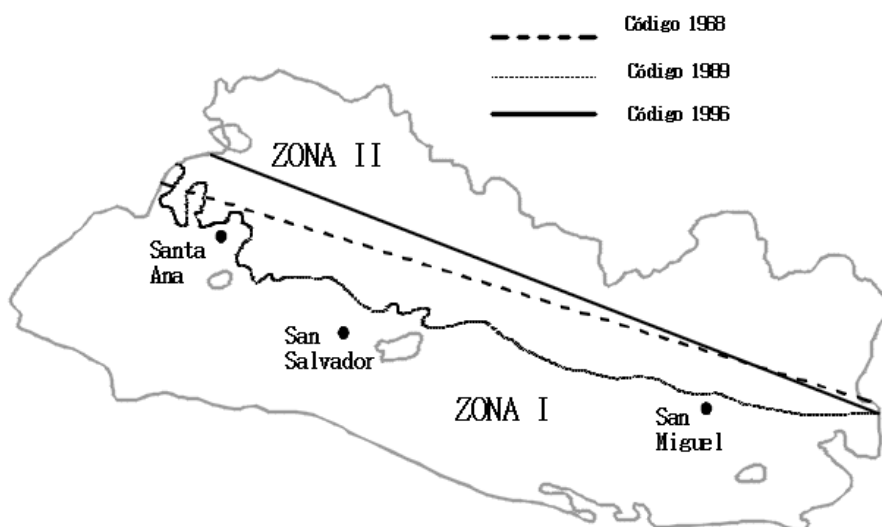 Código 1968
Código 1989
Código 1996
ZONA II
Santa
Ana
San
Salvador
ZONA I
San
Miguel